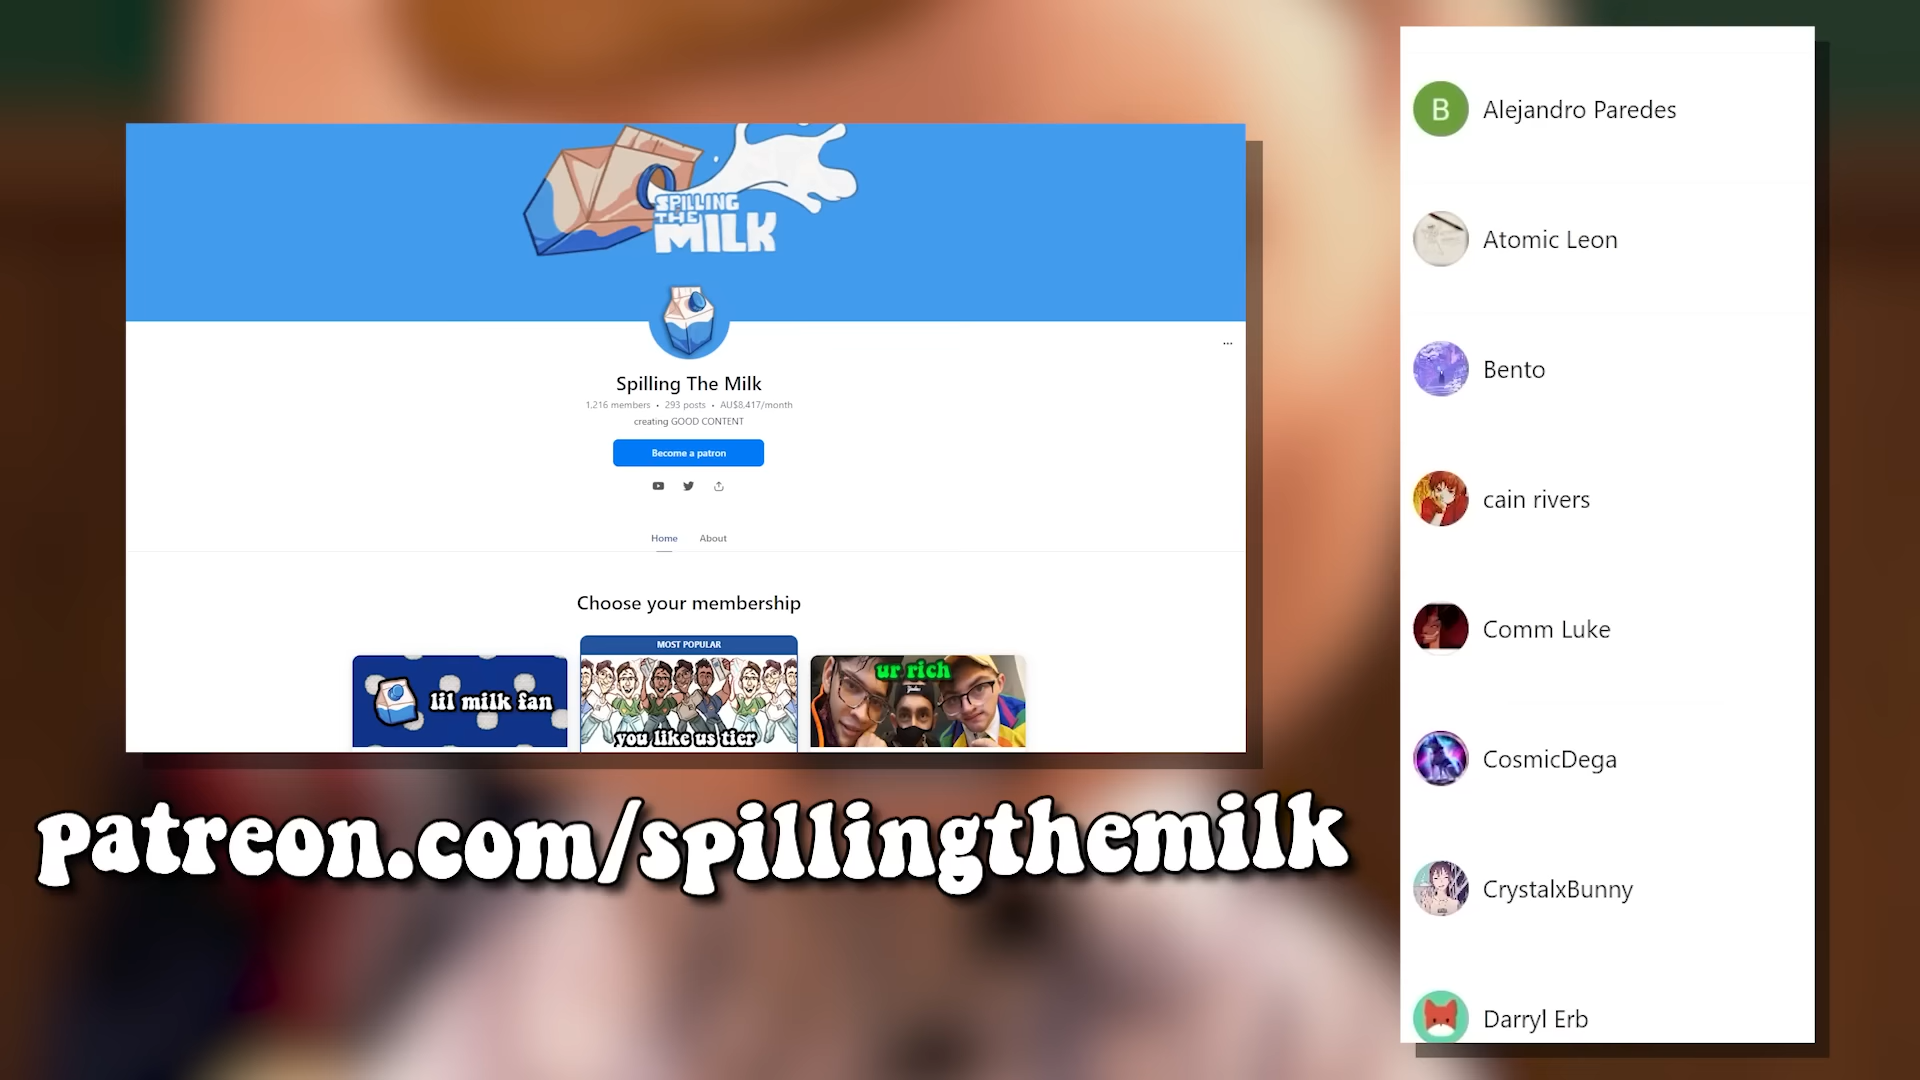 SPILLING
THE
MILK
Spilling The Milk
1,216 members • 293 posts • AU$8,417/month
creating GOOD CONTENT
Become a patron
Home About
Choose your membership
MOST POPULAR
lil milk fan
you like us tier
ur rich
patreon.com/spillingthemilk
B
Alejandro Paredes
Atomic Leon
Bento
cain rivers
Comm Luke
CosmicDega
CrystalxBunny
Darryl Erb